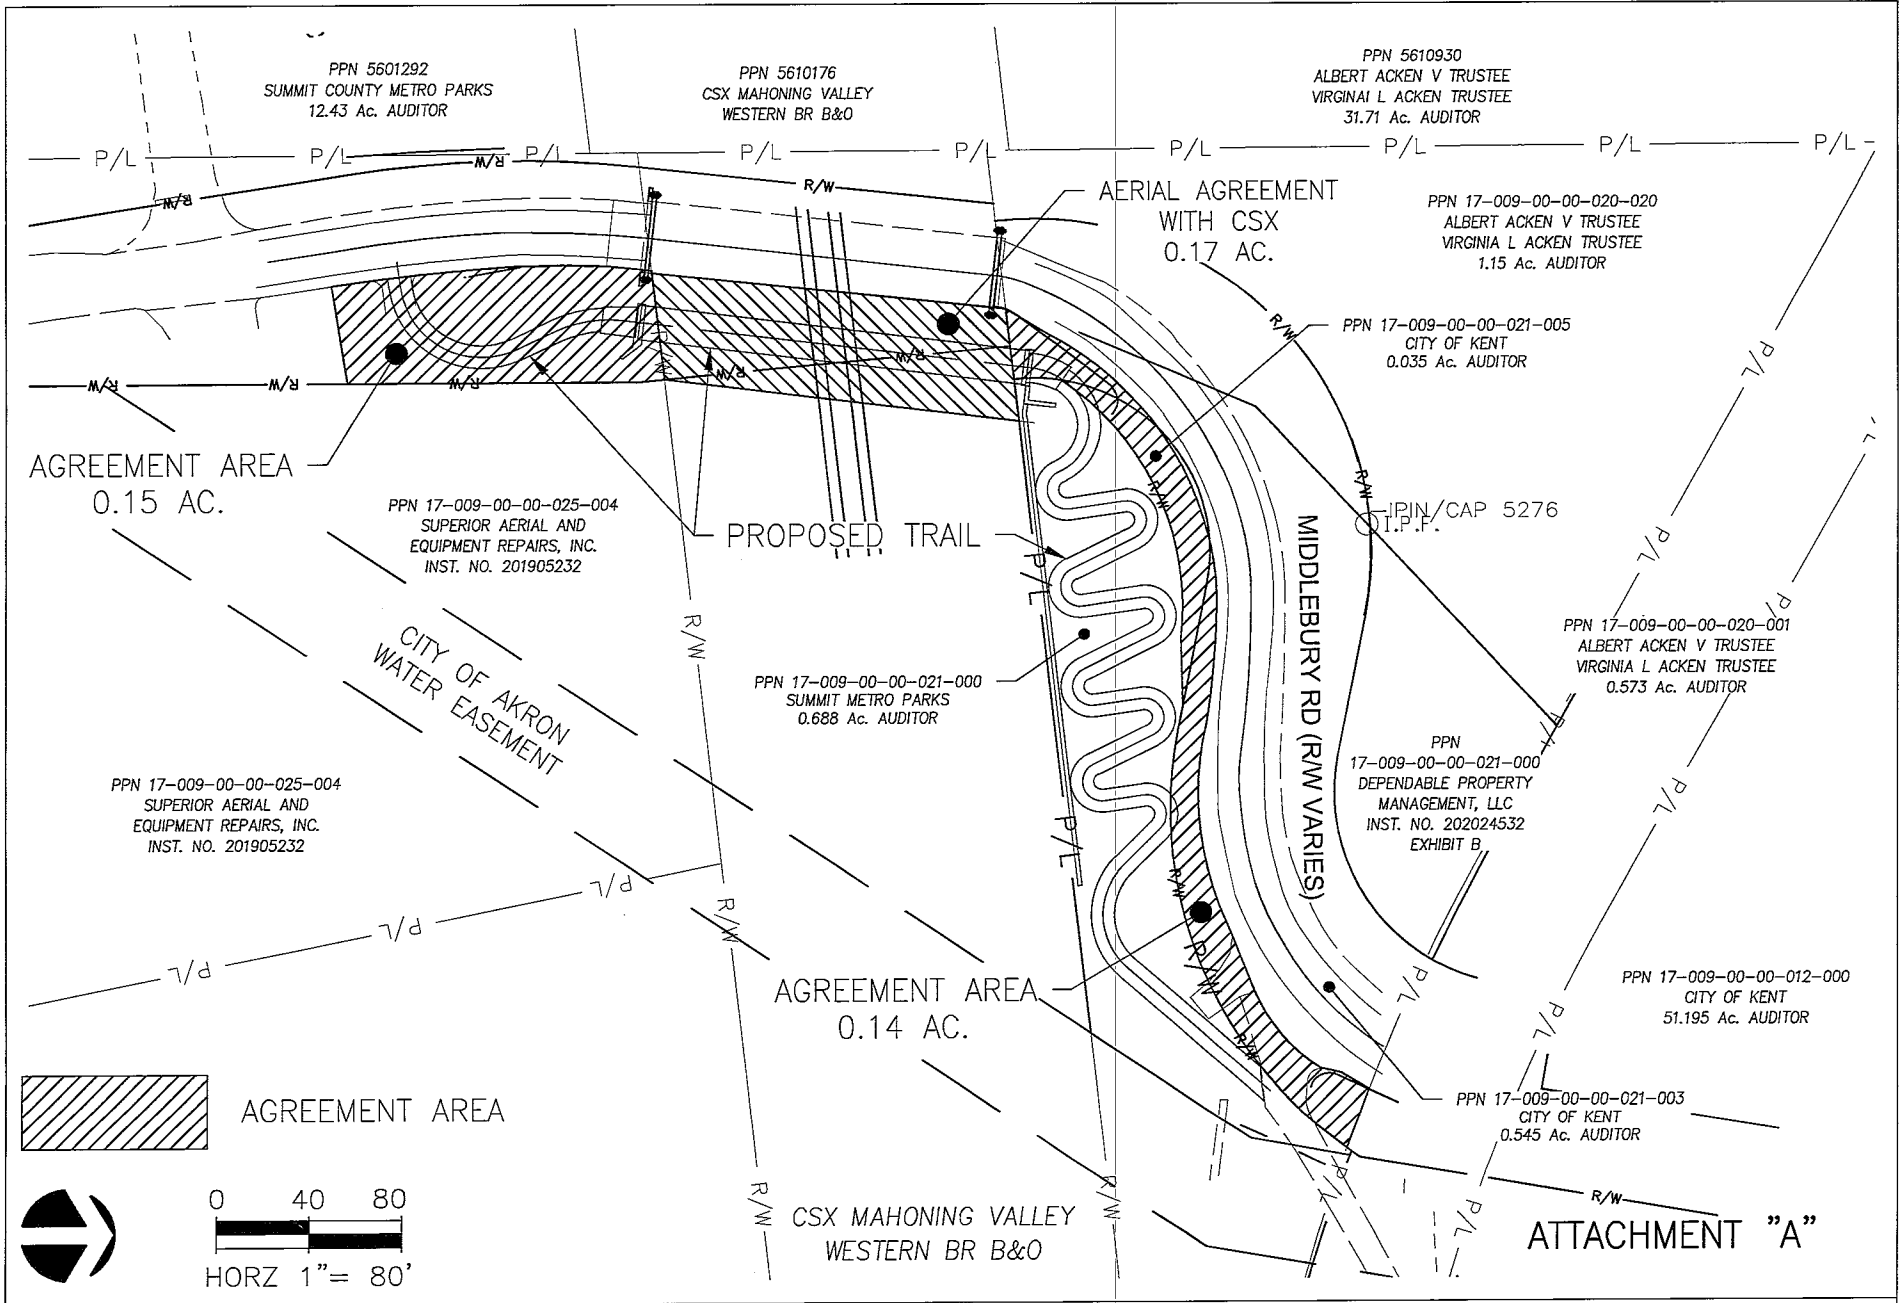 PPN 5601292
SUMMIT COUNTY METRO PARKS
12.43 Ac. AUDITOR
PPN 5610176
CSX MAHONING VALLEY
WESTERN BR B&O
PPN 5610930
ALBERT ACKEN V TRUSTEE
VIRGINAI L ACKEN TRUSTEE
31.71 Ac. AUDITOR
P/L
P/L
P/L
P/L
P/L
P/L
P/L
P/L
P/L
R/W
R/W
R/W
AERIAL AGREEMENT
WITH CSX
0.17 AC.
PPN 17-009-00-00-020-020
ALBERT ACKEN V TRUSTEE
VIRGINIA L ACKEN TRUSTEE
1.15 Ac. AUDITOR
R/W
PPN 17-009-00-00-021-005
CITY OF KENT
0.035 Ac. AUDITOR
P/L
R/W
R/W
R/W
R/W
R/W
R/W
AGREEMENT AREA
0.15 AC.
PPN 17-009-00-00-025-004
SUPERIOR AERIAL AND
EQUIPMENT REPAIRS, INC.
INST. NO. 201905232
PROPOSED TRAIL
R/W
R/W
IPIN/CAP 5276
I.P.F.
P/L
P/L
P/L
MIDDLEBURY RD (R/W VARIES)
R/W
CITY OF AKRON
WATER EASEMENT
PPN 17-009-00-00-021-000
SUMMIT METRO PARKS
0.688 Ac. AUDITOR
PPN 17-009-00-00-020-001
ALBERT ACKEN V TRUSTEE
VIRGINIA L ACKEN TRUSTEE
0.573 Ac. AUDITOR
P/L
PPN
17-009-00-00-021-000
DEPENDABLE PROPERTY
MANAGEMENT, LLC
INST. NO. 202024532
EXHIBIT B
P/L
PPN 17-009-00-00-025-004
SUPERIOR AERIAL AND
EQUIPMENT REPAIRS, INC.
INST. NO. 201905232
P/L
P/L
P/L
P/L
R/W
R/W
R/W
AGREEMENT AREA
0.14 AC.
P/L
P/L
PPN 17-009-00-00-012-000
CITY OF KENT
51.195 Ac. AUDITOR
R/W
PPN 17-009-00-00-021-003
CITY OF KENT
0.545 Ac. AUDITOR
AGREEMENT AREA
P/L
P/L
R/W
R/W
R/W
0 40 80
HORZ 1"= 80'
CSX MAHONING VALLEY
WESTERN BR B&O
ATTACHMENT "A"